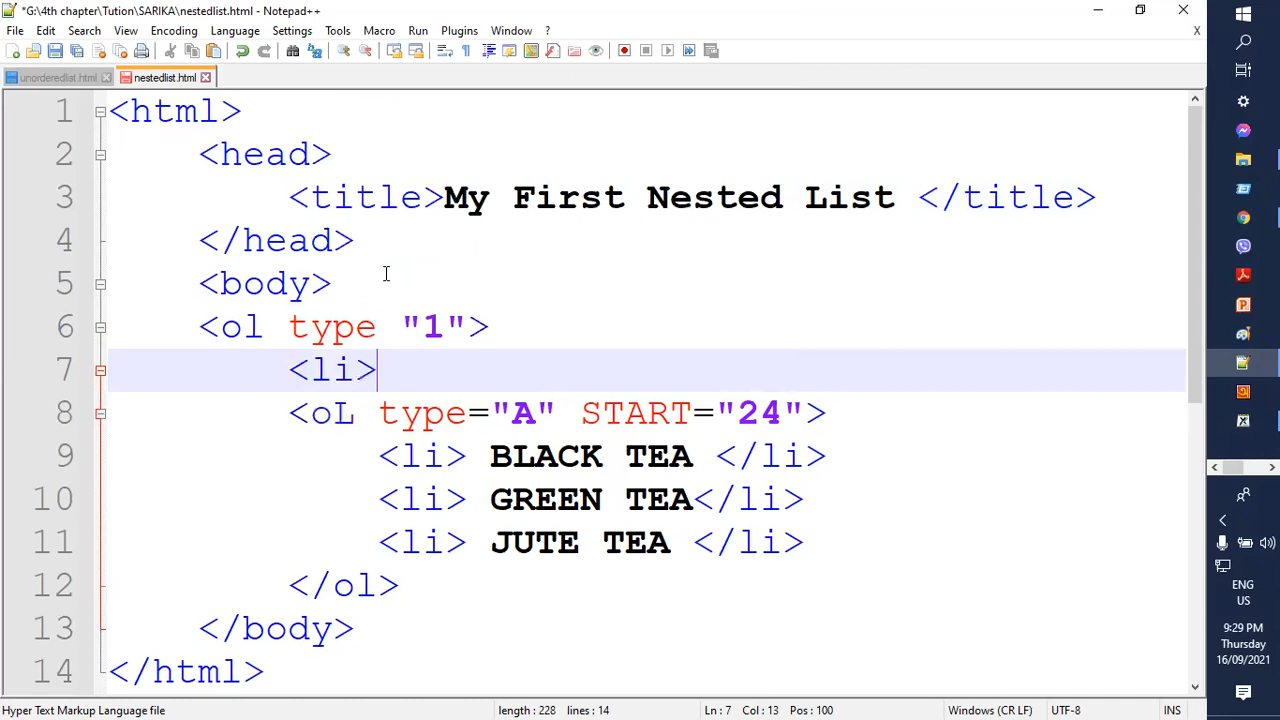 *G:\4th chapter\Tution\SARIKA\nestedlist.html - Notepad++
File Edit Search View Encoding Language Settings Tools Macro Run Plugins Window ? X
unorderedlist.html nestedlist.html
1 <html>
2 <head>
3 <title>My First Nested List </title>
4 </head>
5 <body>
6 <ol type "1">
7 <li>
8 <oL type="A" START="24">
9 <li> BLACK TEA </li>
10 <li> GREEN TEA</li>
11 <li> JUTE TEA </li>
12 </ol>
13 </body>
14 </html>
Hyper Text Markup Language file length : 228 lines : 14 Ln : 7 Col : 13 Pos : 100 Windows (CR LF) UTF-8 INS
ENG
US
9:29 PM
Thursday
16/09/2021